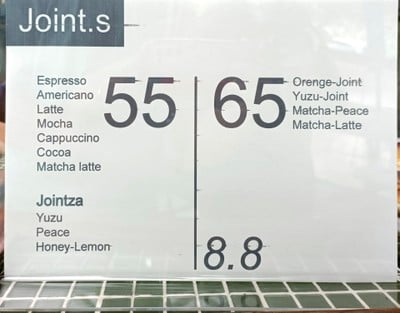 Joint.s
Espresso
Americano
Latte
Mocha
Cappuccino
Cocoa
Matcha latte
55
Jointza
Yuzu
Peace
Honey-Lemon
65
Orenge-Joint
Yuzu-Joint
Matcha-Peace
Matcha-Latte
8.8